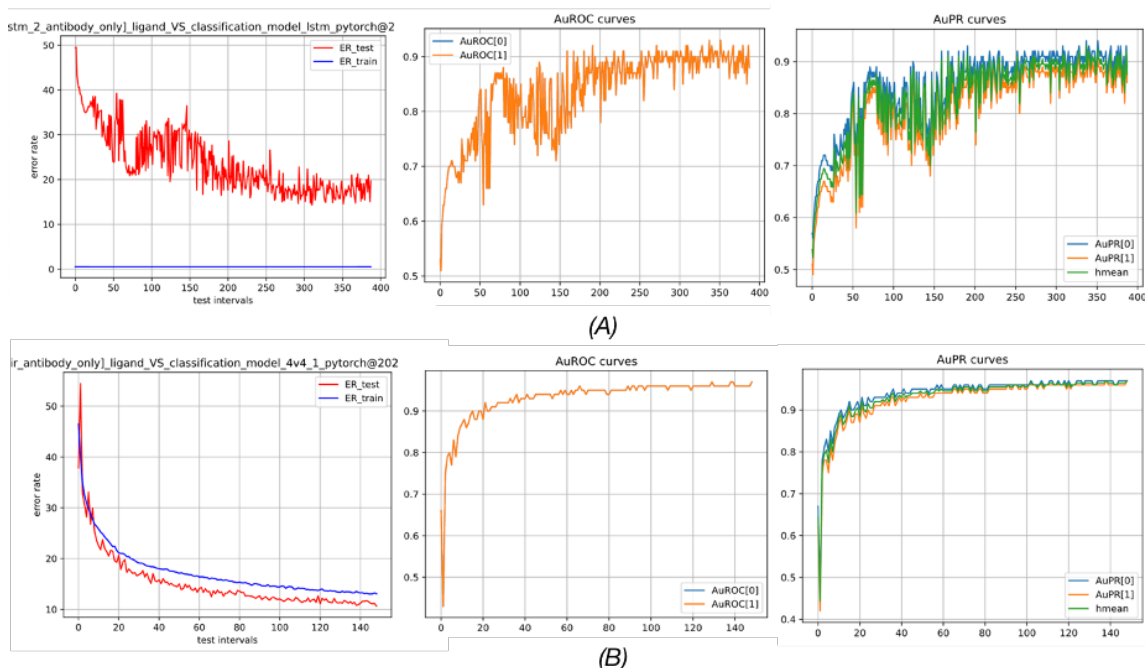 stm_2_antibody_only]_ligand_VS_classification_model_lstm_pytorch@2
50
40
30
20
10
0
error rate
ER_test
ER_train
0 50 100 150 200 250 300 350 400
test intervals
AuROC curves
0.9
0.8
0.7
0.6
0.5
AuROC[0]
AuROC[1]
0 50 100 150 200 250 300 350 400
AuPR curves
0.9
0.8
0.7
0.6
0.5
AuPR[0]
AuPR[1]
hmean
0 50 100 150 200 250 300 350 400
(A)
ir_antibody_only]_ligand_VS_classification_model_4v4_1_pytorch@202
50
40
30
20
10
error rate
ER_test
ER_train
0 20 40 60 80 100 120 140
test intervals
AuROC curves
0.9
0.8
0.7
0.6
0.5
AuROC[0]
AuROC[1]
0 20 40 60 80 100 120 140
AuPR curves
0.9
0.8
0.7
0.6
0.5
0.4
AuPR[0]
AuPR[1]
hmean
0 20 40 60 80 100 120 140
(B)